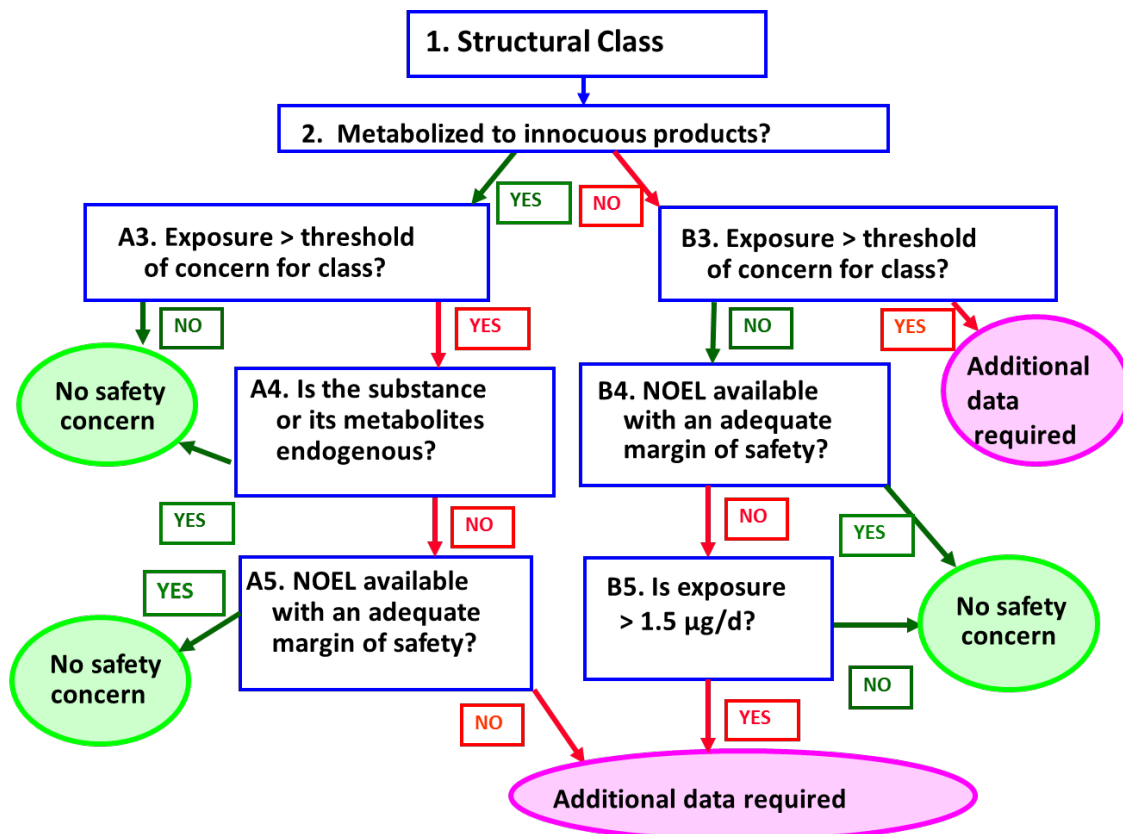 1. Structural Class
2. Metabolized to innocuous products?
YES
NO
A3. Exposure > threshold
of concern for class?
B3. Exposure > threshold
of concern for class?
NO
YES
NO
YES
No safety
concern
A4. Is the substance
or its metabolites
endogenous?
B4. NOEL available
with an adequate
margin of safety?
Additional
data
required
YES
NO
NO
YES
YES
A5. NOEL available
with an adequate
margin of safety?
B5. Is exposure
> 1.5 µg/d?
No safety
concern
No safety
concern
NO
NO
YES
Additional data required